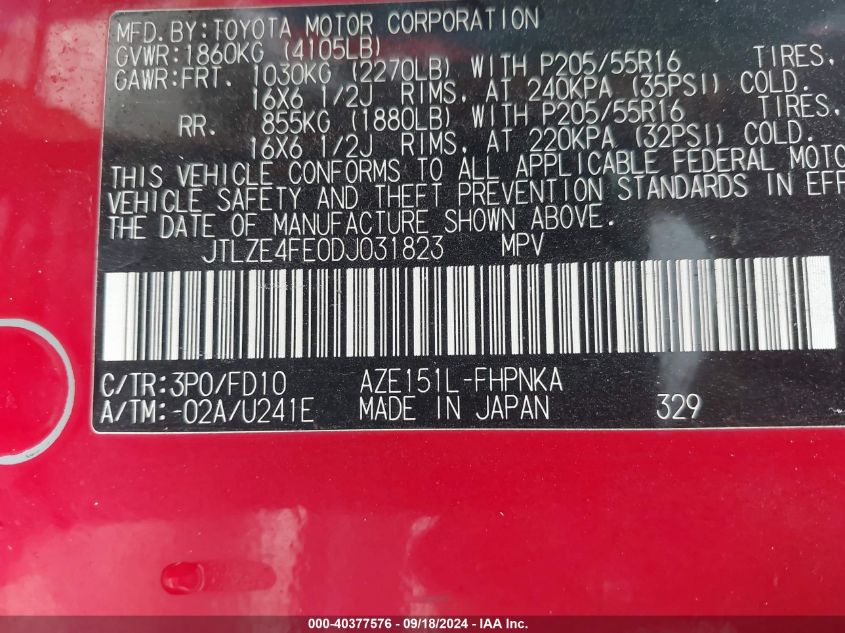 MFD. BY:TOYOTA MOTOR CORPORATION
GVWR:1860KG (4105LB)
GAWR:FRT. 1030KG (2270LB) WITH P205/55R16 TIRES,
16X6 1/2J RIMS, AT 240KPA (35PSI) COLD.
RR. 855KG (1880LB) WITH P205/55R16 TIRES,
16X6 1/2J RIMS, AT 220KPA (32PSI) COLD.
THIS VEHICLE CONFORMS TO ALL APPLICABLE FEDERAL MOTO
VEHICLE SAFETY AND THEFT PREVENTION STANDARDS IN EFF
THE DATE OF MANUFACTURE SHOWN ABOVE.
JTLZE4FE0DJ031823 MPV
C/TR:3P0/FD10 AZE151L-FHPNKA
A/TM:-02A/U241E MADE IN JAPAN 329
000-40377576 - 09/18/2024 - IAA Inc.